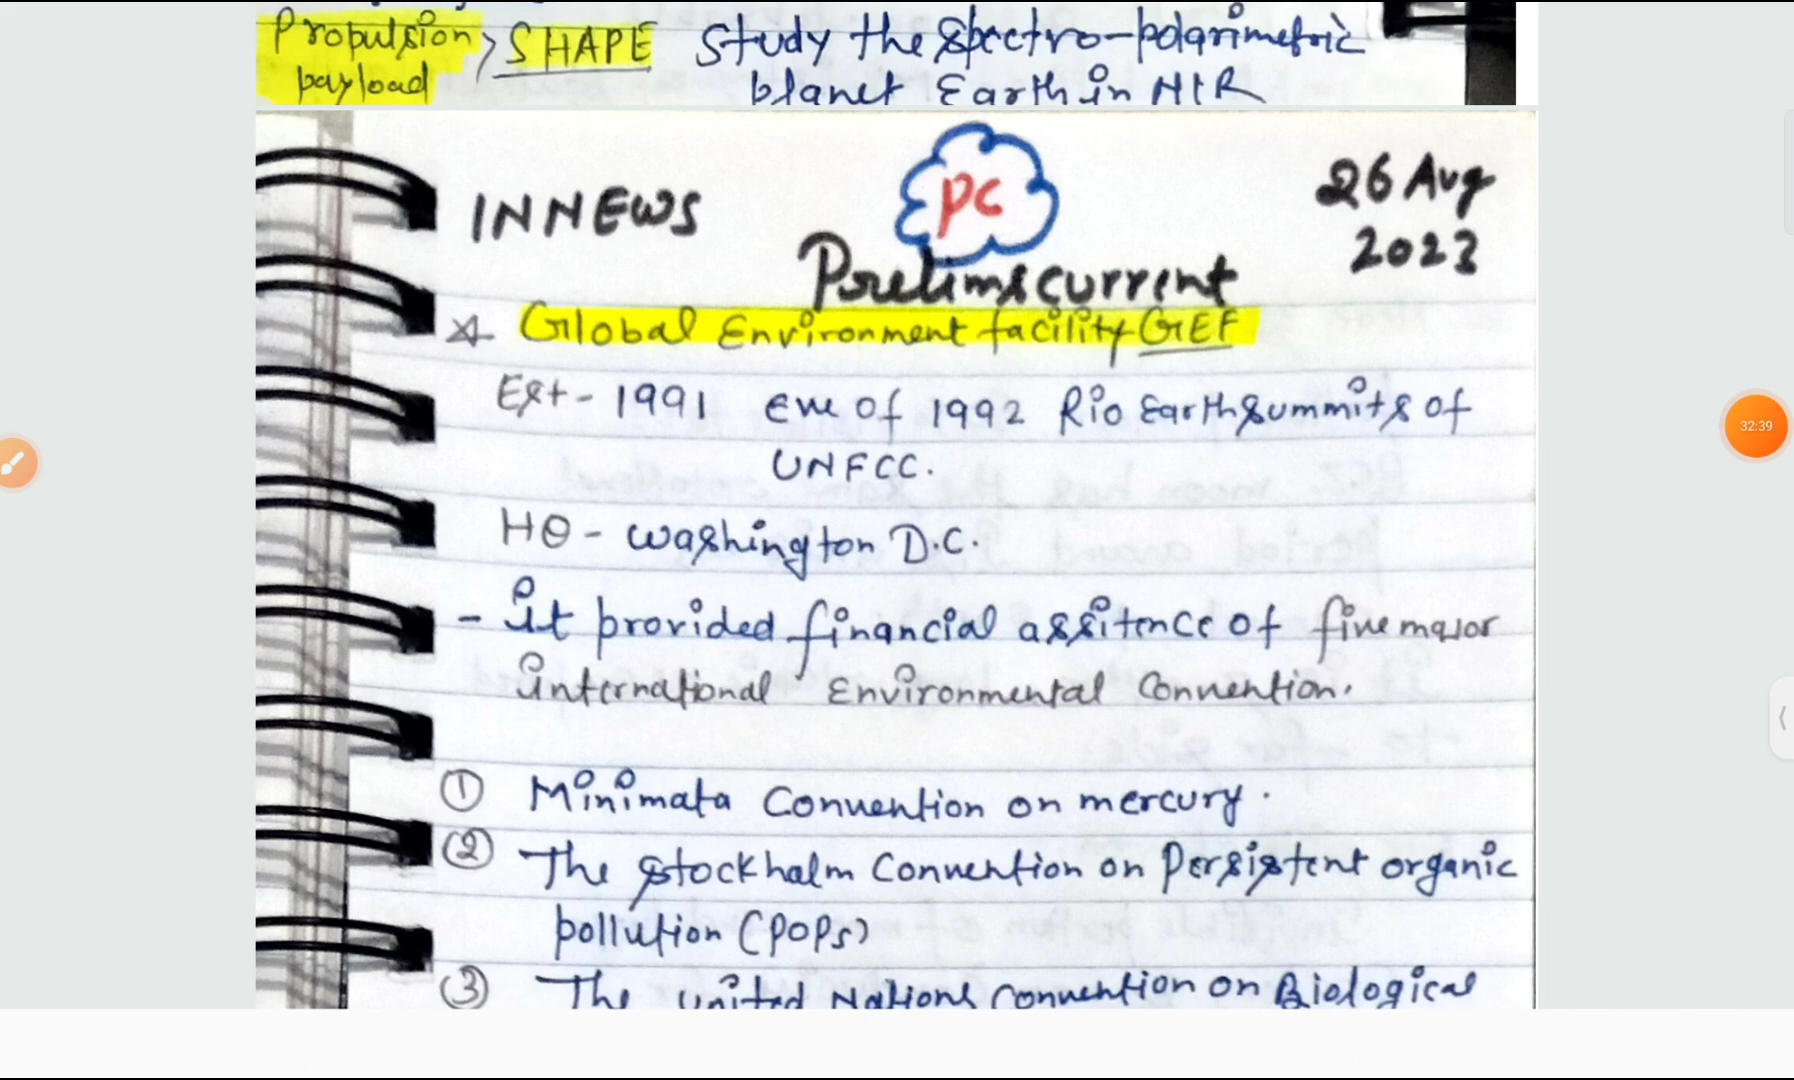 Propulsion > SHAPE Study the spectro-polarimetric
payload planet Earth in NIR
INNEWS
PC
26 Aug
2023
Prelimscurrent
Global Environment facility GEF
Est - 1991 eve of 1992 Rio Earth Summits of
UNFCC.
HQ - washington D.C.
- it provided financial assitence of five major
international Environmental Convention.
① Minimata Convention on mercury.
② The stockhalm Convention on Persistent organic
pollution (POPs)
③ The United Nations Convention on Biological
32:39